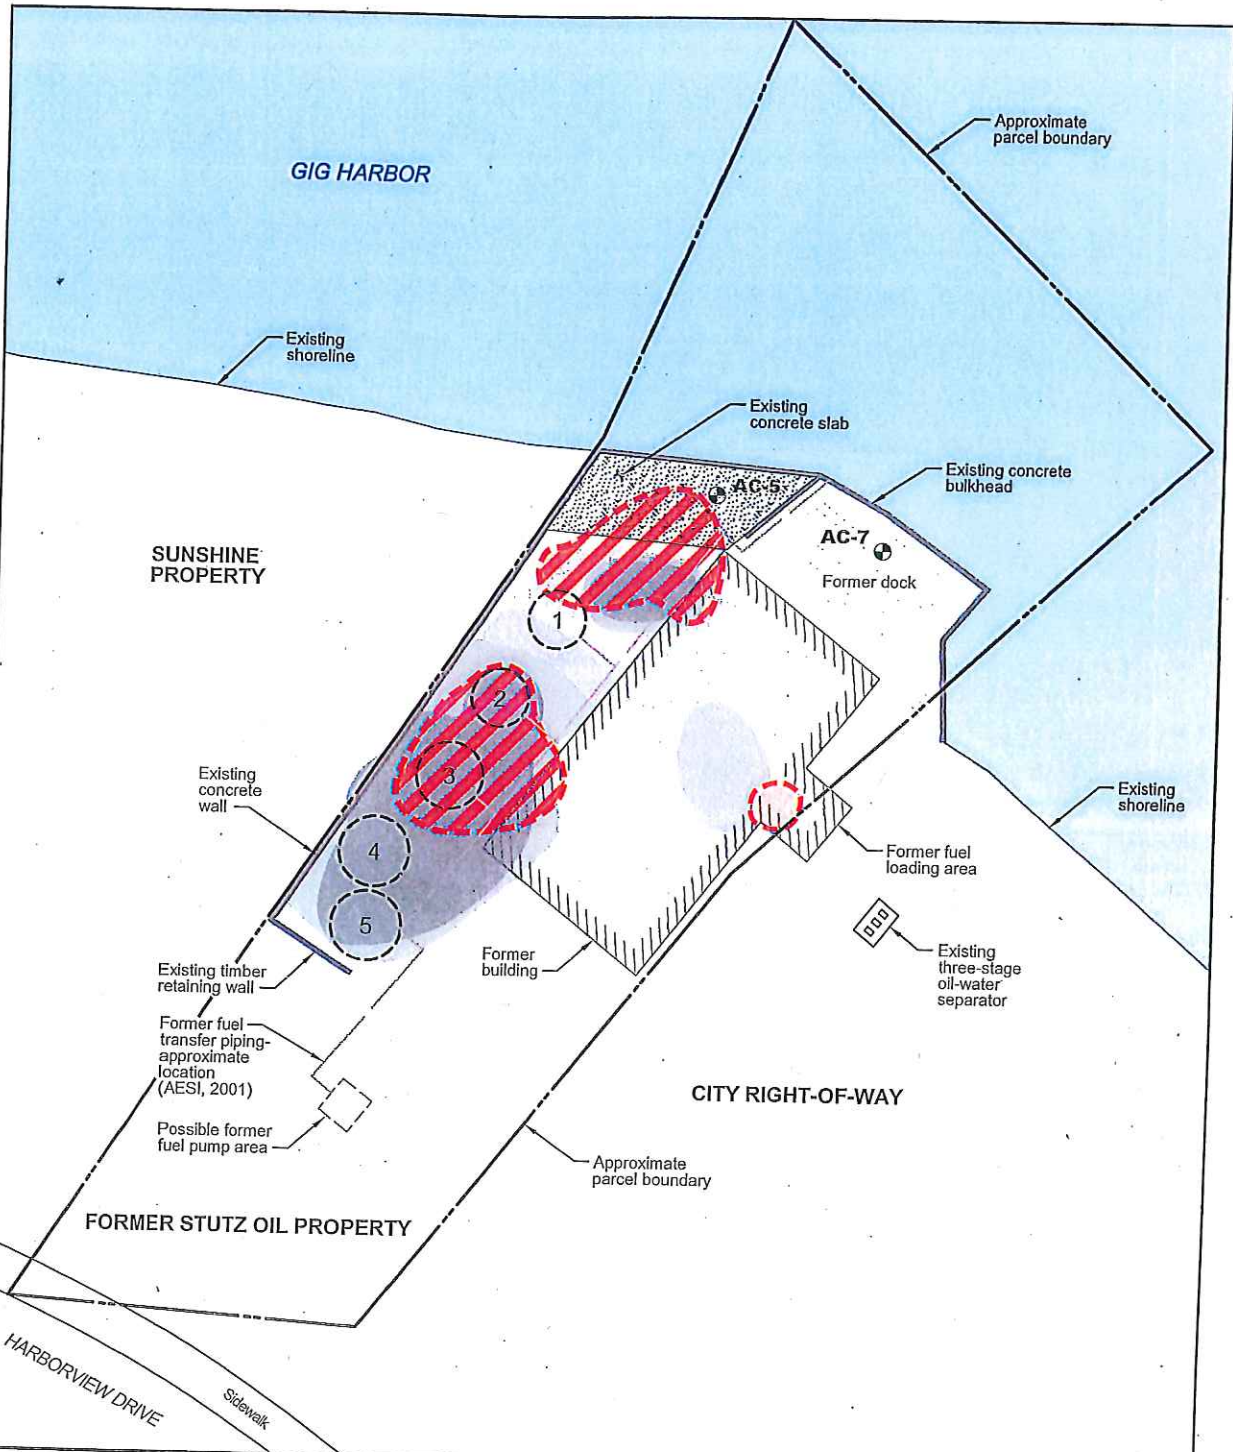 Approximate
parcel boundary
GIG HARBOR
Existing
shoreline
Existing
concrete slab
AC-5
Existing concrete
bulkhead
AC-7
Former dock
SUNSHINE
PROPERTY
1
2
3
4
5
Existing
concrete
wall
Existing
shoreline
Former fuel
loading area
Existing
three-stage
oil-water
separator
Former
building
Existing timber
retaining wall
Former fuel
transfer piping-
approximate
location
(AESI, 2001)
Possible former
fuel pump area
CITY RIGHT-OF-WAY
Approximate
parcel boundary
FORMER STUTZ OIL PROPERTY
HARBORVIEW DRIVE
Sidewalk